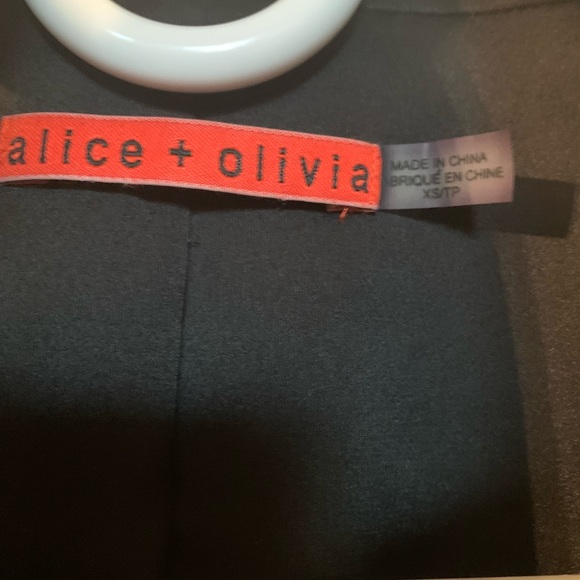 alice + olivia
MADE IN CHINA
BRIQUÉ EN CHINE
XS/TP